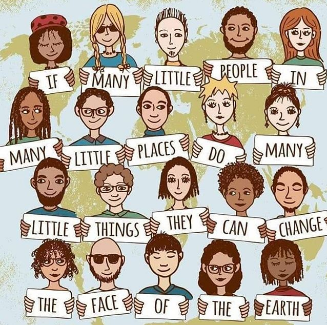 IF MANY LITTLE PEOPLE IN
MANY LITTLE PLACES DO MANY
LITTLE THINGS THEY CAN CHANGE
THE FACE OF THE EARTH